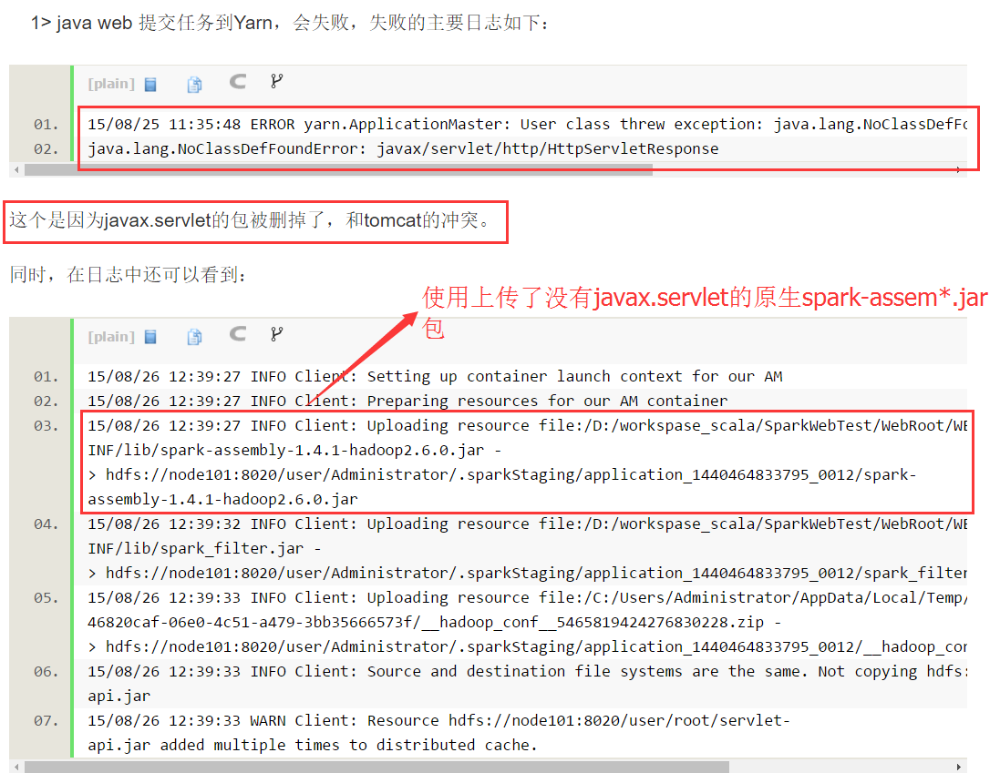 1> java web 提交任务到Yarn，会失败，失败的主要日志如下：
[plain]
01. 15/08/25 11:35:48 ERROR yarn.ApplicationMaster: User class threw exception: java.lang.NoClassDefFo
02. java.lang.NoClassDefFoundError: javax/servlet/http/HttpServletResponse
这个是因为javax.servlet的包被删掉了，和tomcat的冲突。
同时，在日志中还可以看到：
使用上传了没有javax.servlet的原生spark-assem*.jar
包
[plain]
01. 15/08/26 12:39:27 INFO Client: Setting up container launch context for our AM
02. 15/08/26 12:39:27 INFO Client: Preparing resources for our AM container
03. 15/08/26 12:39:27 INFO Client: Uploading resource file:/D:/workspase_scala/SparkWebTest/WebRoot/WE
INF/lib/spark-assembly-1.4.1-hadoop2.6.0.jar -
> hdfs://node101:8020/user/Administrator/.sparkStaging/application_1440464833795_0012/spark-
assembly-1.4.1-hadoop2.6.0.jar
04. 15/08/26 12:39:32 INFO Client: Uploading resource file:/D:/workspase_scala/SparkWebTest/WebRoot/WE
INF/lib/spark_filter.jar -
> hdfs://node101:8020/user/Administrator/.sparkStaging/application_1440464833795_0012/spark_filter
05. 15/08/26 12:39:33 INFO Client: Uploading resource file:/C:/Users/Administrator/AppData/Local/Temp/
46820caf-06e0-4c51-a479-3bb35666573f/__hadoop_conf__5465819424276830228.zip -
> hdfs://node101:8020/user/Administrator/.sparkStaging/application_1440464833795_0012/__hadoop_con
06. 15/08/26 12:39:33 INFO Client: Source and destination file systems are the same. Not copying hdfs:
api.jar
07. 15/08/26 12:39:33 WARN Client: Resource hdfs://node101:8020/user/root/servlet-
api.jar added multiple times to distributed cache.